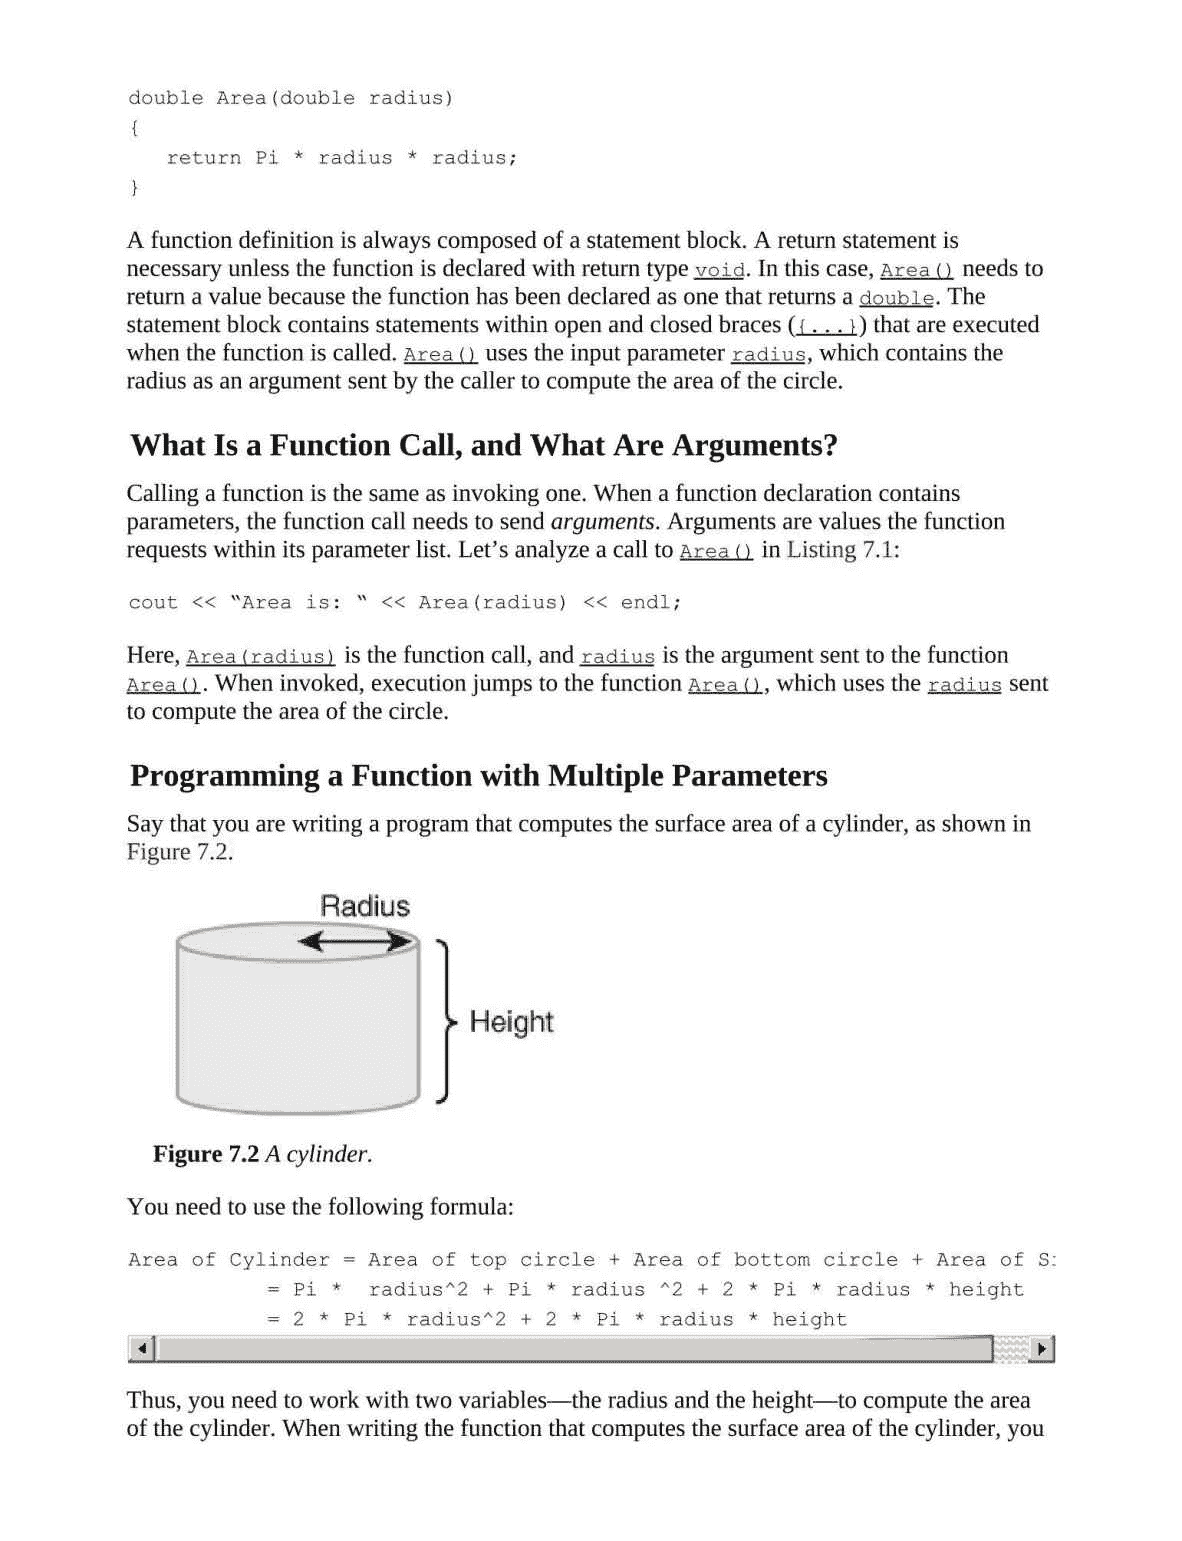 double Area(double radius)
{
   return Pi * radius * radius;
}
A function definition is always composed of a statement block. A return statement is
necessary unless the function is declared with return type void. In this case, Area() needs to
return a value because the function has been declared as one that returns a double. The
statement block contains statements within open and closed braces ({...}) that are executed
when the function is called. Area() uses the input parameter radius, which contains the
radius as an argument sent by the caller to compute the area of the circle.
What Is a Function Call, and What Are Arguments?
Calling a function is the same as invoking one. When a function declaration contains
parameters, the function call needs to send arguments. Arguments are values the function
requests within its parameter list. Let’s analyze a call to Area() in Listing 7.1:
cout << “Area is: “ << Area(radius) << endl;
Here, Area(radius) is the function call, and radius is the argument sent to the function
Area(). When invoked, execution jumps to the function Area(), which uses the radius sent
to compute the area of the circle.
Programming a Function with Multiple Parameters
Say that you are writing a program that computes the surface area of a cylinder, as shown in
Figure 7.2.
Radius
Height
Figure 7.2 A cylinder.
You need to use the following formula:
Area of Cylinder = Area of top circle + Area of bottom circle + Area of
= Pi *  radius^2 + Pi * radius ^2 + 2 * Pi * radius * height
= 2 * Pi * radius^2 + 2 * Pi * radius * height
Thus, you need to work with two variables—the radius and the height—to compute the area
of the cylinder. When writing the function that computes the surface area of the cylinder, you